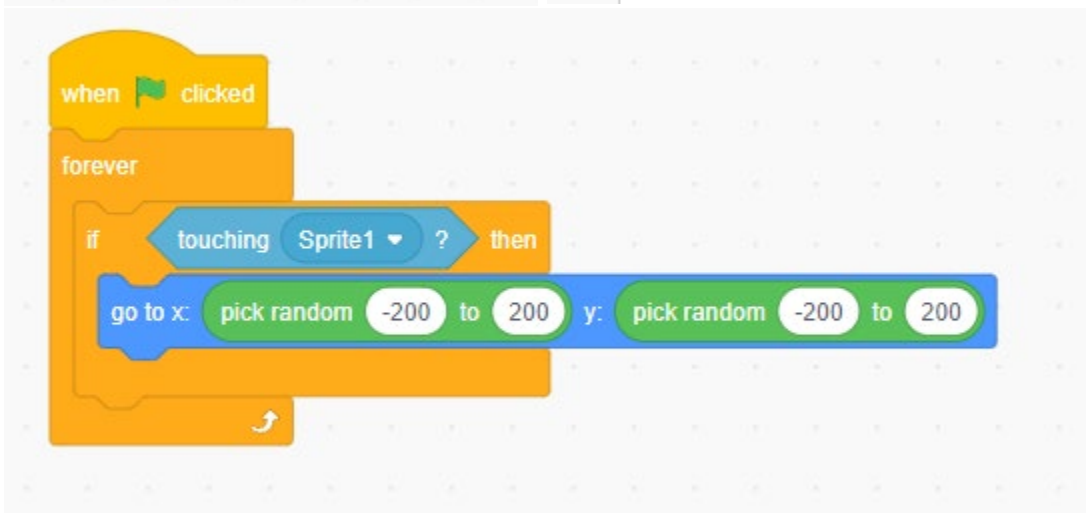 when clicked
forever
if touching Sprite1 ? then
go to x: pick random -200 to 200 y: pick random -200 to 200